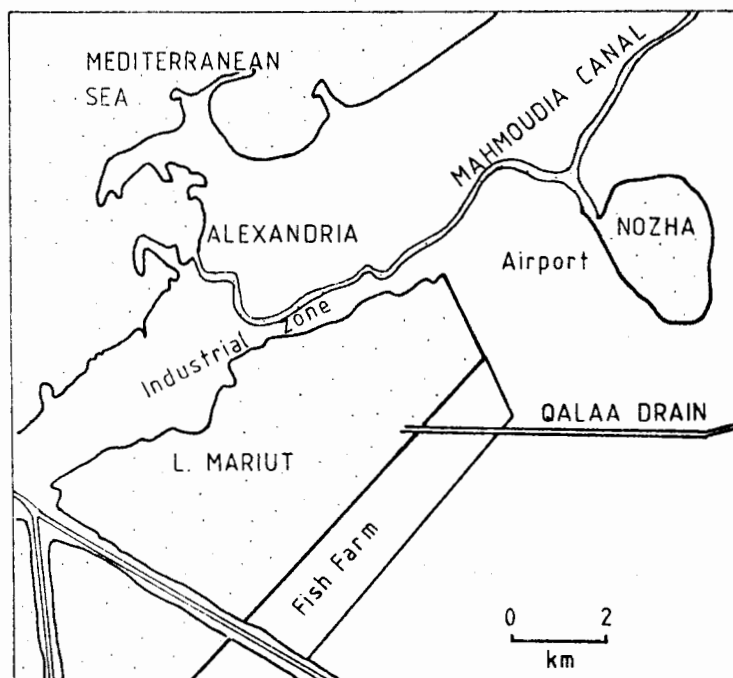 MEDITERRANEAN
SEA
MAHMOUDIA CANAL
ALEXANDRIA
NOZHA
Airport
Industrial Zone
QALAA DRAIN
L. MARIUT
Fish Farm
0 2
km